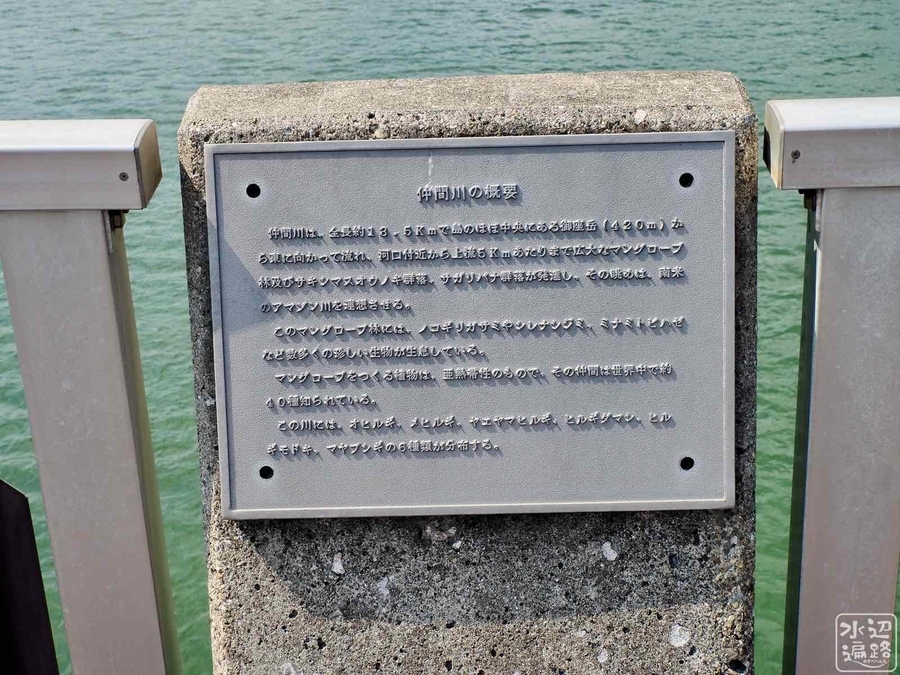 仲間川の概要
仲間川は、全長約18.5Kmで島のほぼ中央にある御座岳(420m)か
ら東に向かって流れ、河口付近から上流5Kmあたりまで広大なマングローブ
林及びサキシマスオウノキ群落、サガリバナ群落が発達し、その眺めは、南米
のアマゾン川を連想させる。
このマングローブ林には、ノコギリガザミやシレナシジミ、ミナミトビハゼ
など数多くの珍しい生物が生息している。
マングローブをつくる植物は、亜熱帯性のもので、その仲間は世界中で約
40種知られている。
この川には、オヒルギ、メヒルギ、ヤエヤマヒルギ、ヒルギダマシ、ヒル
ギモドキ、マヤプシギの6種類が分布する。
水辺
遍路